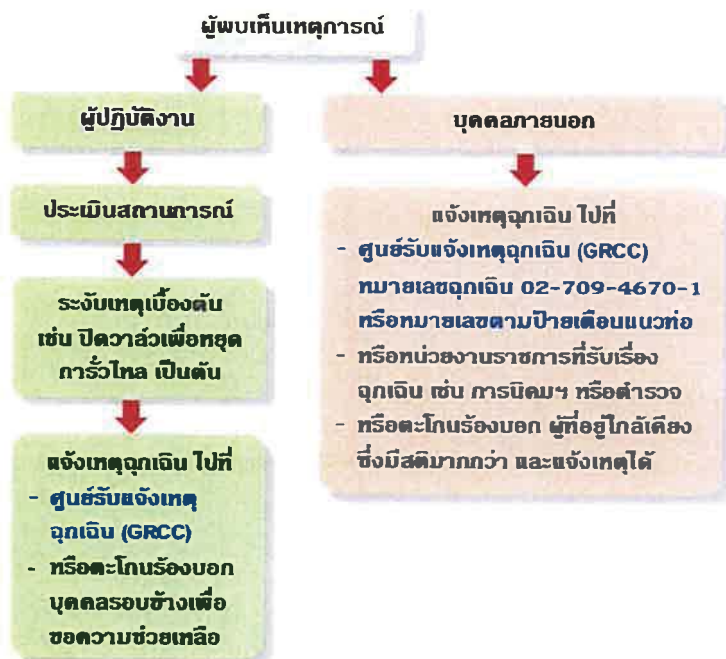 ผู้พบเห็นเหตุการณ์
ผู้ปฏิบัติงาน
ประเมินสถานการณ์
ระงับเหตุเบื้องต้น
เช่น ปิดวาล์วเพื่อหยุด
การั่วไหล เป็นต้น
แจ้งเหตุฉุกเฉิน ไปที่
- ศูนย์รับแจ้งเหตุ
ฉุกเฉิน (GRCC)
- หรือตะโกนร้องบอก
บุคคลรอบข้างเพื่อ
ขอความช่วยเหลือ
บุคคลภายนอก
แจ้งเหตุฉุกเฉิน ไปที่
- ศูนย์รับแจ้งเหตุฉุกเฉิน (GRCC)
หมายเลขฉุกเฉิน 02-709-4670-1
หรือหมายเลขตามป้ายเตือนแนวท่อ
- หรือหน่วยงานราชการที่รับเรื่อง
ฉุกเฉิน เช่น การนิคมฯ หรือตำรวจ
- หรือตะโกนร้องบอก ผู้ที่อยู่ใกล้เคียง
ซึ่งมีสติมากกว่า และแจ้งเหตุได้